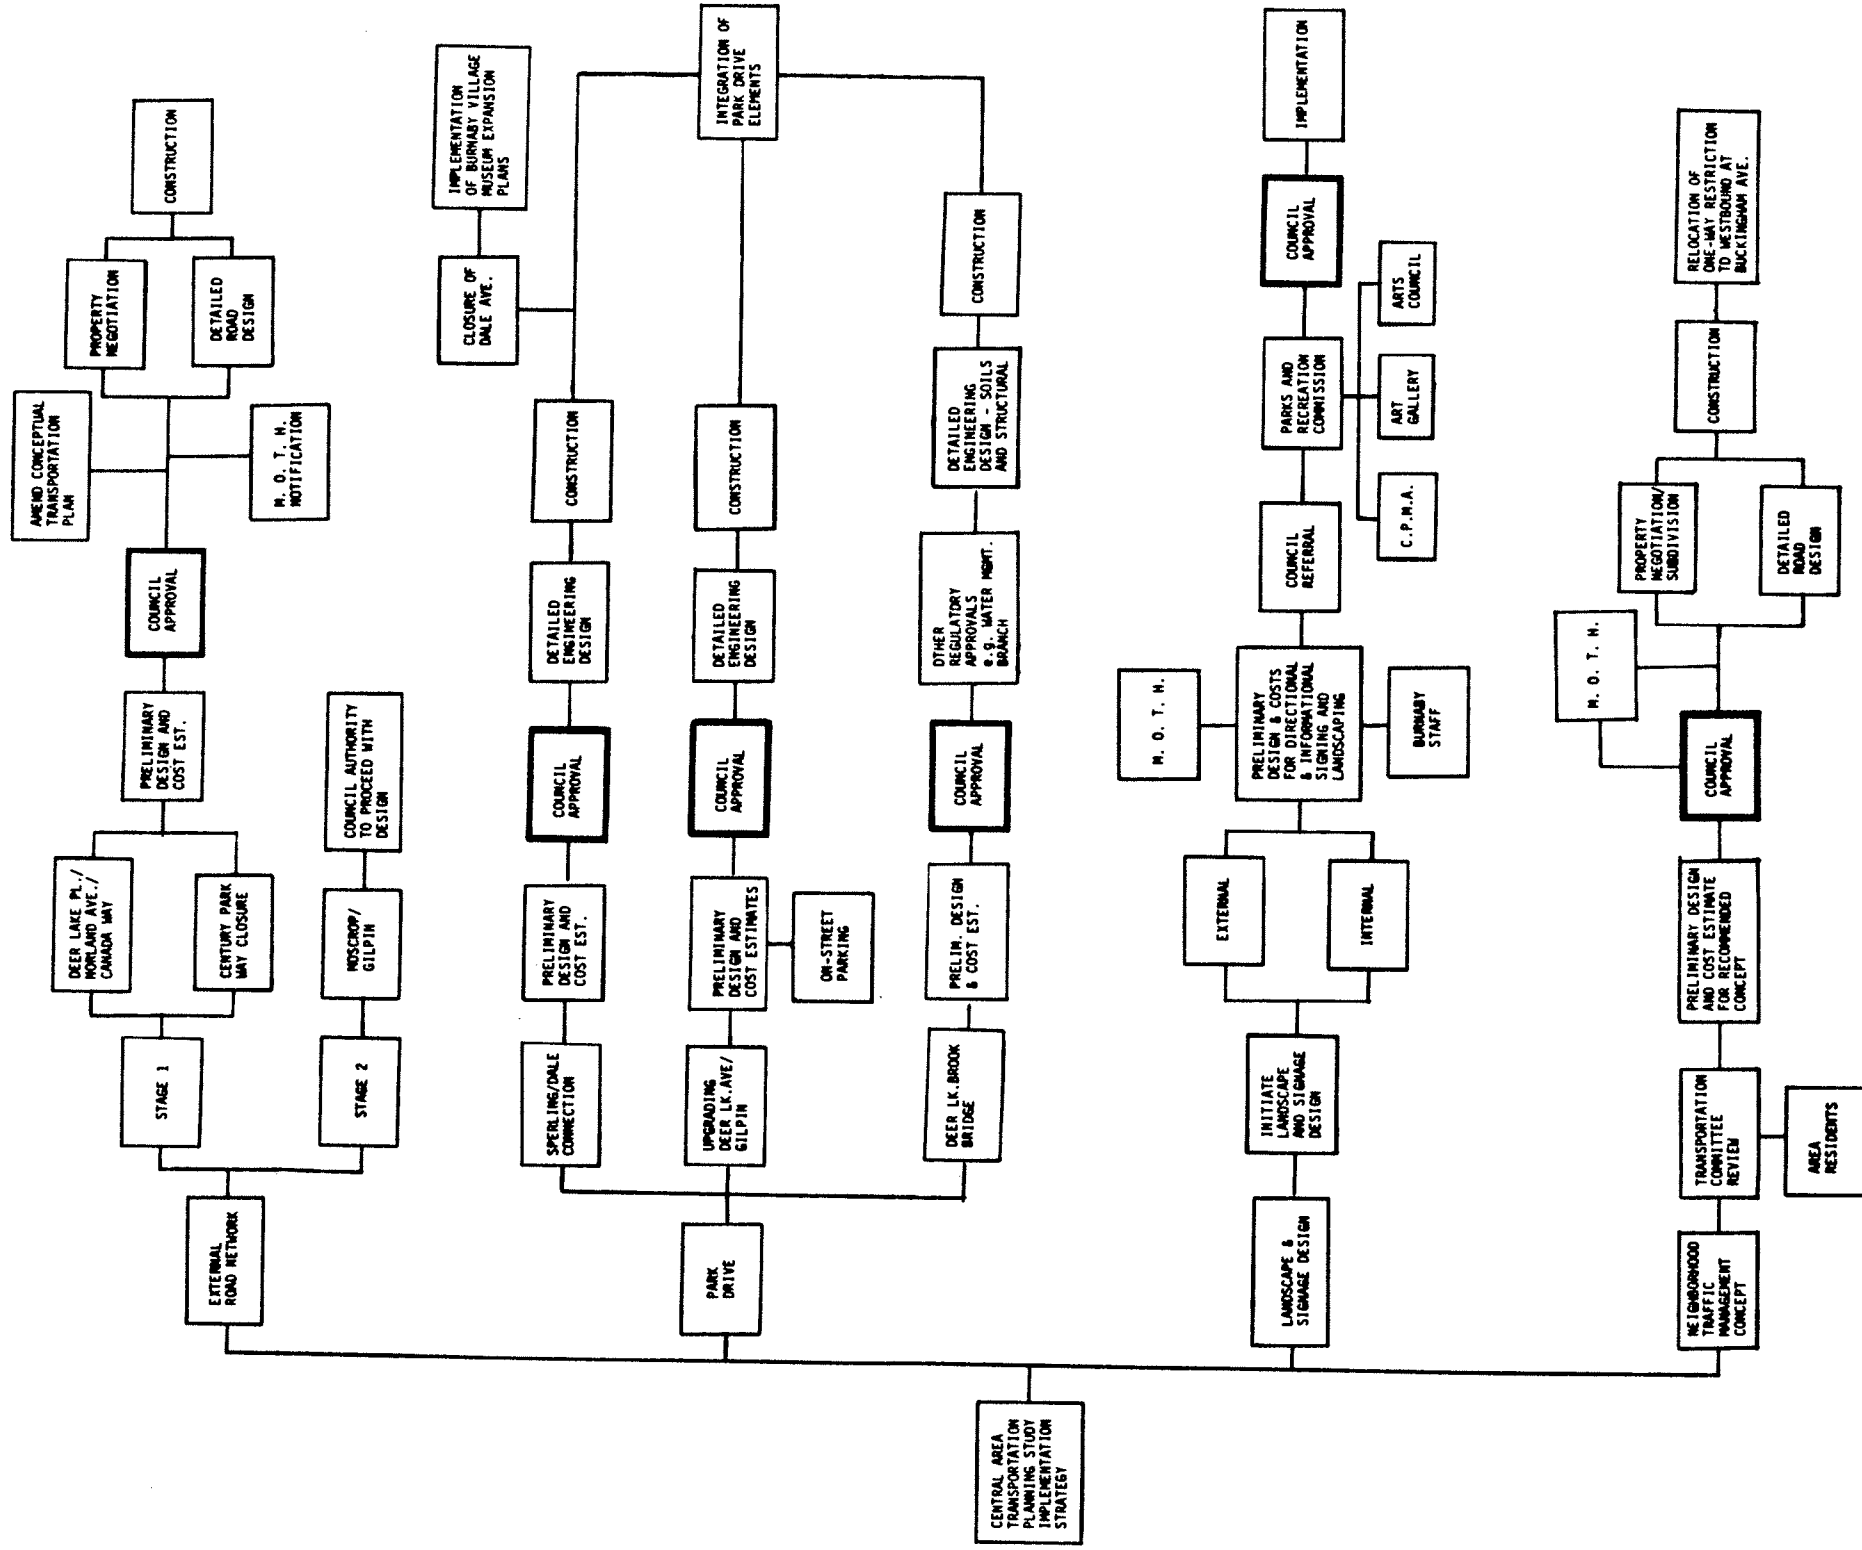 CENTRAL AREA
TRANSPORTATION
PLANNING STUDY
IMPLEMENTATION
STRATEGY
EXTERNAL
ROAD NETWORK
STAGE 1
DEER LAKE PL./
NORLAND AVE./
CANADA WAY
CENTURY PARK
WAY CLOSURE
PRELIMINARY
DESIGN AND
COST EST.
COUNCIL
APPROVAL
AMEND CONCEPTUAL
TRANSPORTATION
PLAN
M. O. T. H.
NOTIFICATION
PROPERTY
NEGOTIATION
DETAILED
ROAD
DESIGN
CONSTRUCTION
STAGE 2
MOSCROP/
GILPIN
COUNCIL AUTHORITY
TO PROCEED WITH
DESIGN
PARK
DRIVE
SPERLING/DALE
CONNECTION
PRELIMINARY
DESIGN AND
COST EST.
COUNCIL
APPROVAL
DETAILED
ENGINEERING
DESIGN
CONSTRUCTION
CLOSURE OF
DALE AVE.
IMPLEMENTATION
OF BURNABY VILLAGE
MUSEUM EXPANSION
PLANS
UPGRADING
DEER LK.AVE/
GILPIN
PRELIMINARY
DESIGN AND
COST ESTIMATES
ON-STREET
PARKING
COUNCIL
APPROVAL
DETAILED
ENGINEERING
DESIGN
CONSTRUCTION
INTEGRATION OF
PARK DRIVE
ELEMENTS
DEER LK.BROOK
BRIDGE
PRELIM. DESIGN
& COST EST.
COUNCIL
APPROVAL
OTHER
REGULATORY
APPROVALS
e.g. WATER MGMT.
BRANCH
DETAILED
ENGINEERING
DESIGN - SOILS
AND STRUCTURAL
CONSTRUCTION
LANDSCAPE &
SIGNAGE DESIGN
INITIATE
LANDSCAPE
AND SIGNAGE
DESIGN
EXTERNAL
INTERNAL
M. O. T. H.
PRELIMINARY
DESIGN & COSTS
FOR DIRECTIONAL
& INFORMATIONAL
SIGNING AND
LANDSCAPING
BURNABY
STAFF
COUNCIL
REFERRAL
PARKS AND
RECREATION
COMMISSION
C.P.M.A.
ART
GALLERY
ARTS
COUNCIL
COUNCIL
APPROVAL
IMPLEMENTATION
NEIGHBORHOOD
TRAFFIC
MANAGEMENT
CONCEPT
TRANSPORTATION
COMMITTEE
REVIEW
AREA
RESIDENTS
PRELIMINARY DESIGN
AND COST ESTIMATE
FOR RECOMMENDED
CONCEPT
COUNCIL
APPROVAL
M. O. T. H.
PROPERTY
NEGOTIATION/
SUBDIVISION
DETAILED
ROAD
DESIGN
CONSTRUCTION
RELOCATION OF
ONE-WAY RESTRICTION
TO WESTBOUND AT
BUCKINGHAM AVE.